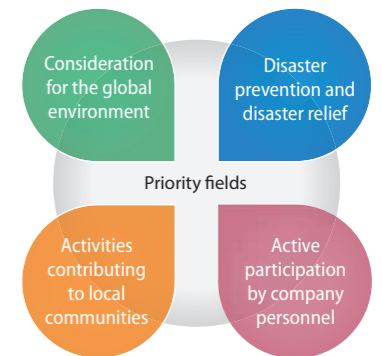 Consideration
for the global
environment
Disaster
prevention and
disaster relief
Priority fields
Activities
contributing
to local
communities
Active
participation
by company
personnel